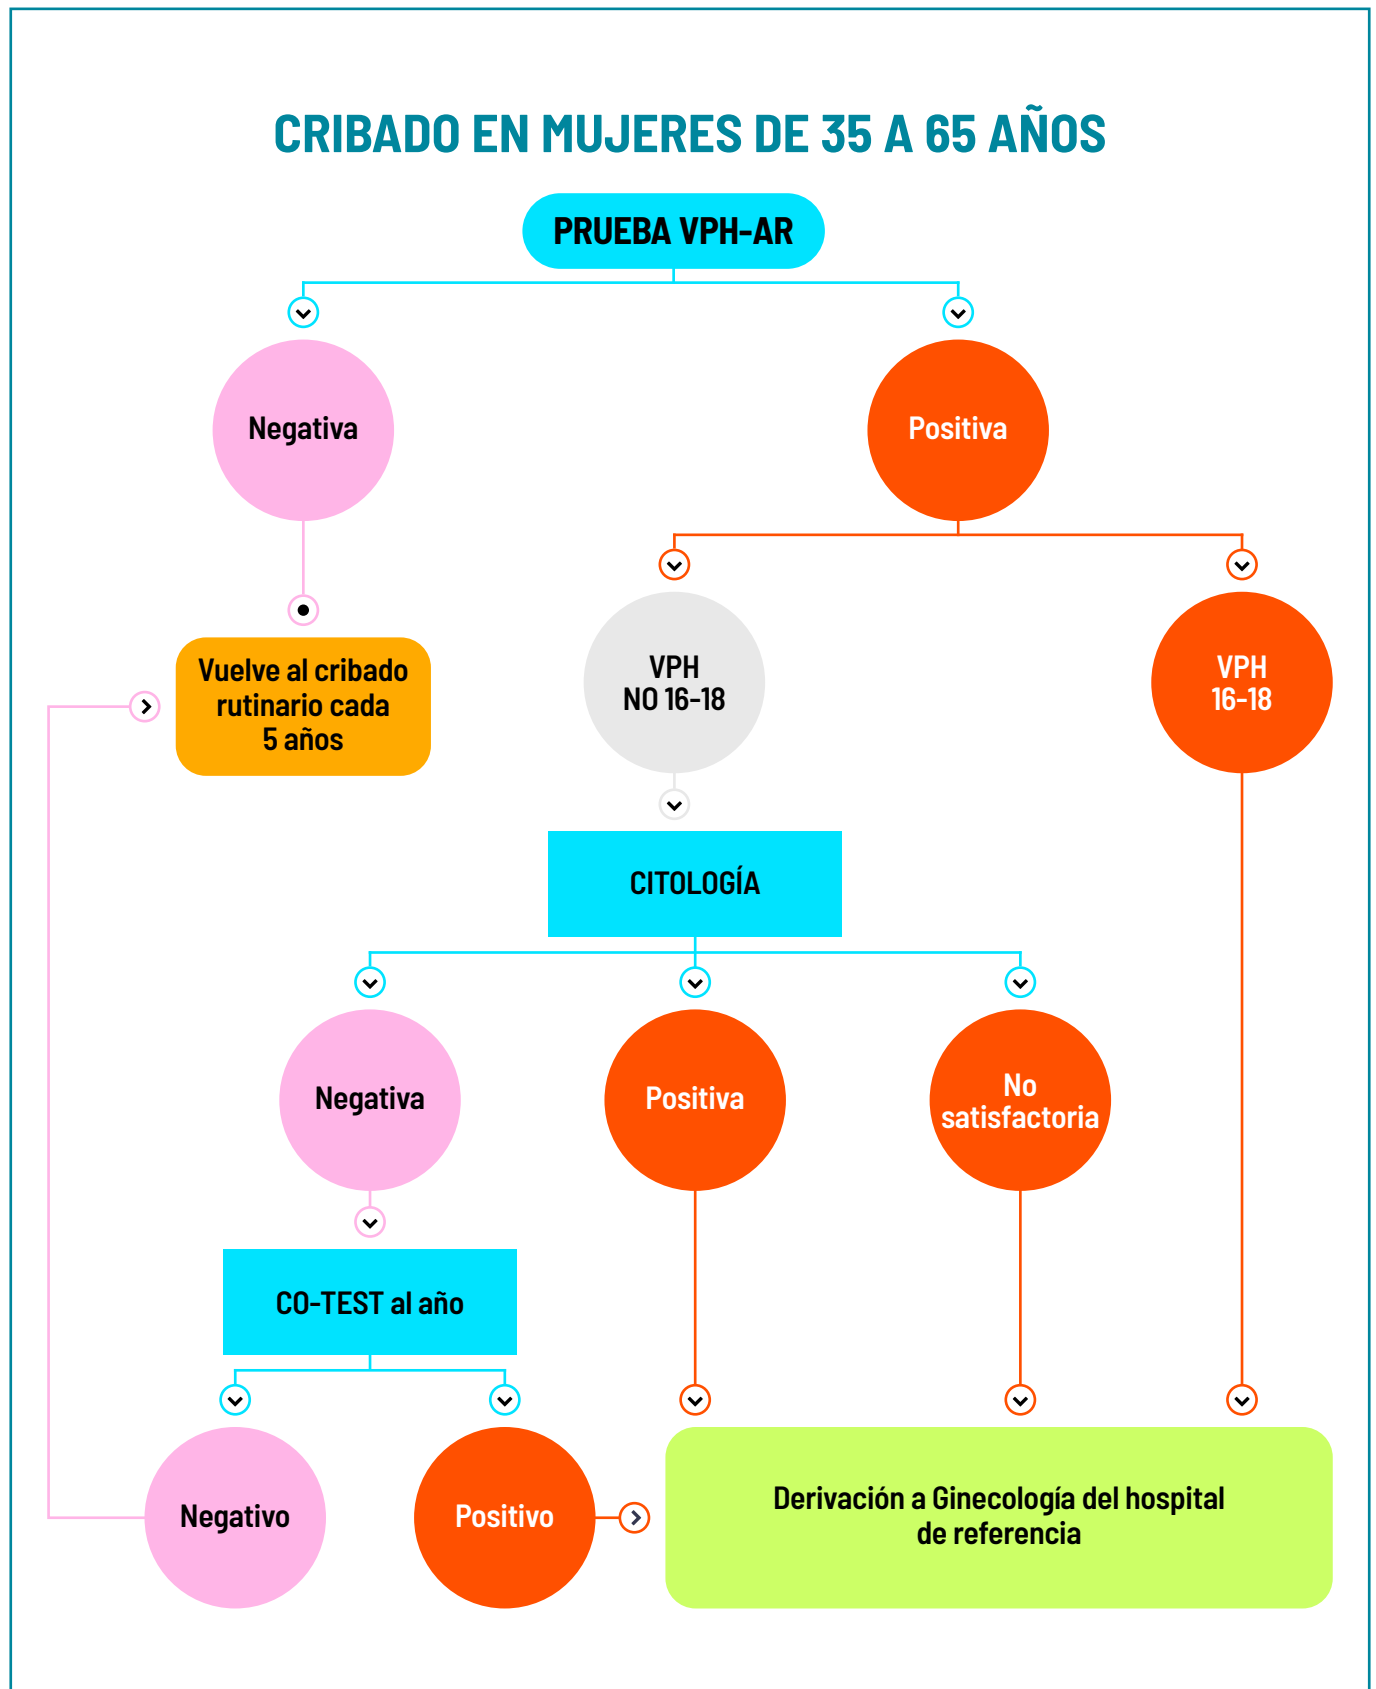 CRIBADO EN MUJERES DE 35 A 65 AÑOS
PRUEBA VPH-AR
Negativa
Positiva
Vuelve al cribado
rutinario cada
5 años
VPH
NO 16-18
VPH
16-18
CITOLOGÍA
Negativa
Positiva
No
satisfactoria
CO-TEST al año
Negativo
Positivo
Derivación a Ginecología del hospital
de referencia